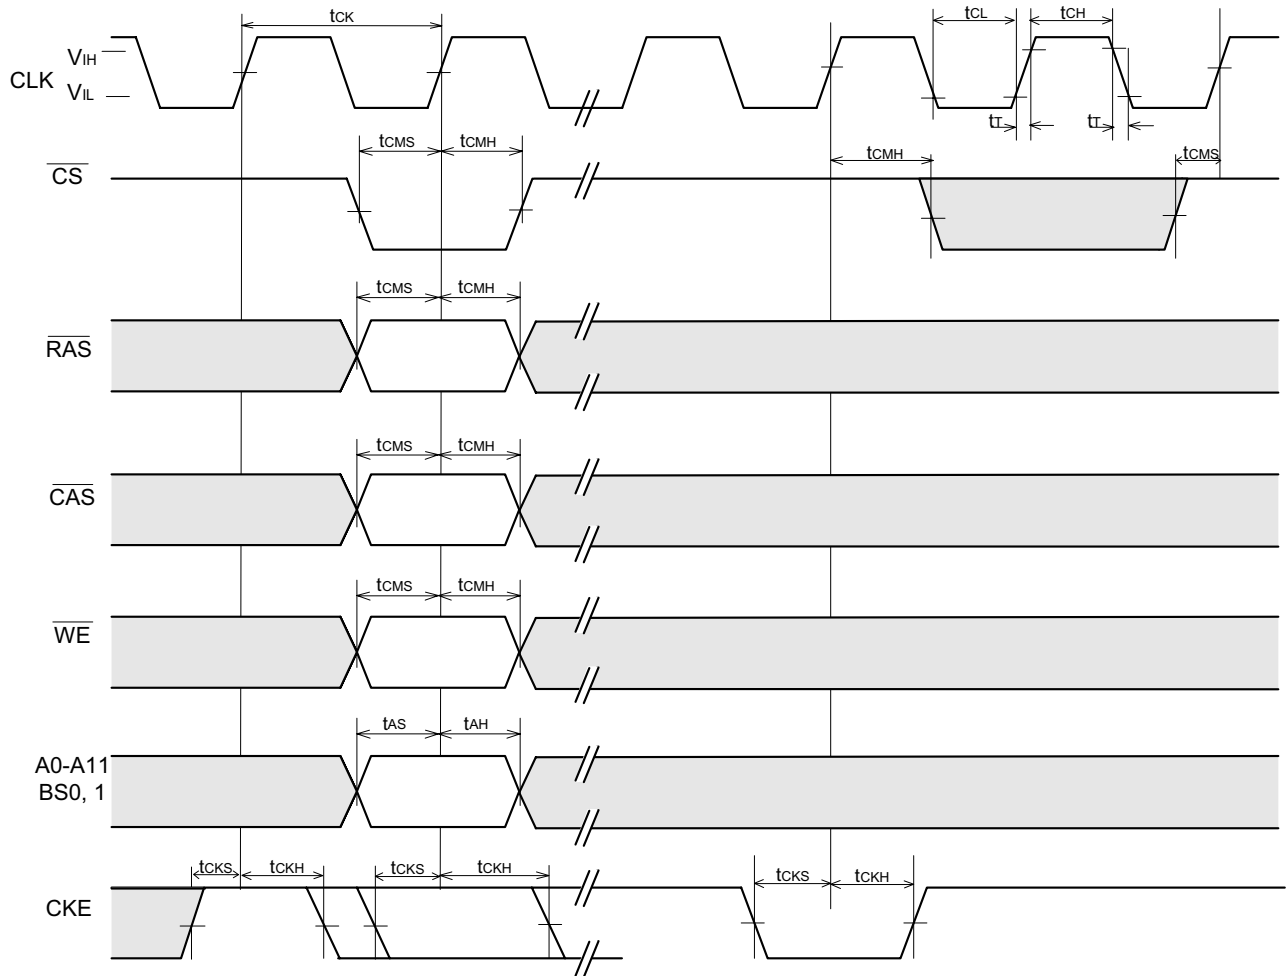 tCK
tCL
tCH
VIH
CLK
VIL
tT
tT
tCMS
tCMH
tCMH
tCMS
CS
tCMS
tCMH
RAS
tCMS
tCMH
CAS
tCMS
tCMH
WE
tAS
tAH
A0-A11
BS0, 1
tCKS
tCKH
tCKS
tCKH
tCKS
tCKH
CKE